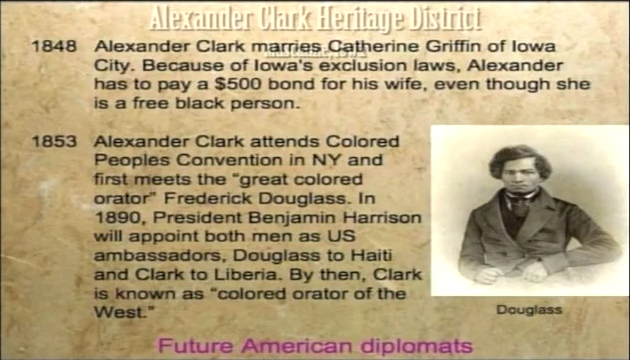 Alexander Clark Heritage District
1848 Alexander Clark marries Catherine Griffin of Iowa
City. Because of Iowa's exclusion laws, Alexander
has to pay a $500 bond for his wife, even though she
is a free black person.
1853 Alexander Clark attends Colored
Peoples Convention in NY and
first meets the "great colored
orator" Frederick Douglass. In
1890, President Benjamin Harrison
will appoint both men as US
ambassadors, Douglass to Haiti
and Clark to Liberia. By then, Clark
is known as "colored orator of the
West."
Douglass
Future American diplomats